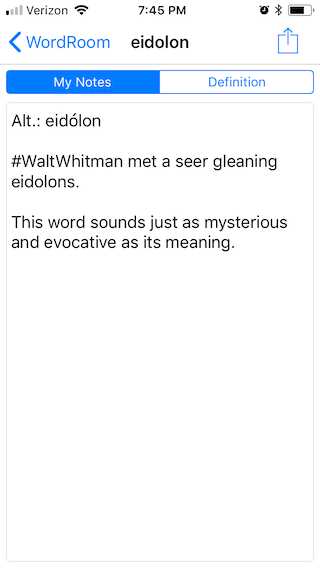 Verizon 7:45 PM
WordRoom eidolon
My Notes Definition
Alt.: eidólon
#WaltWhitman met a seer gleaning
eidolons.
This word sounds just as mysterious
and evocative as its meaning.